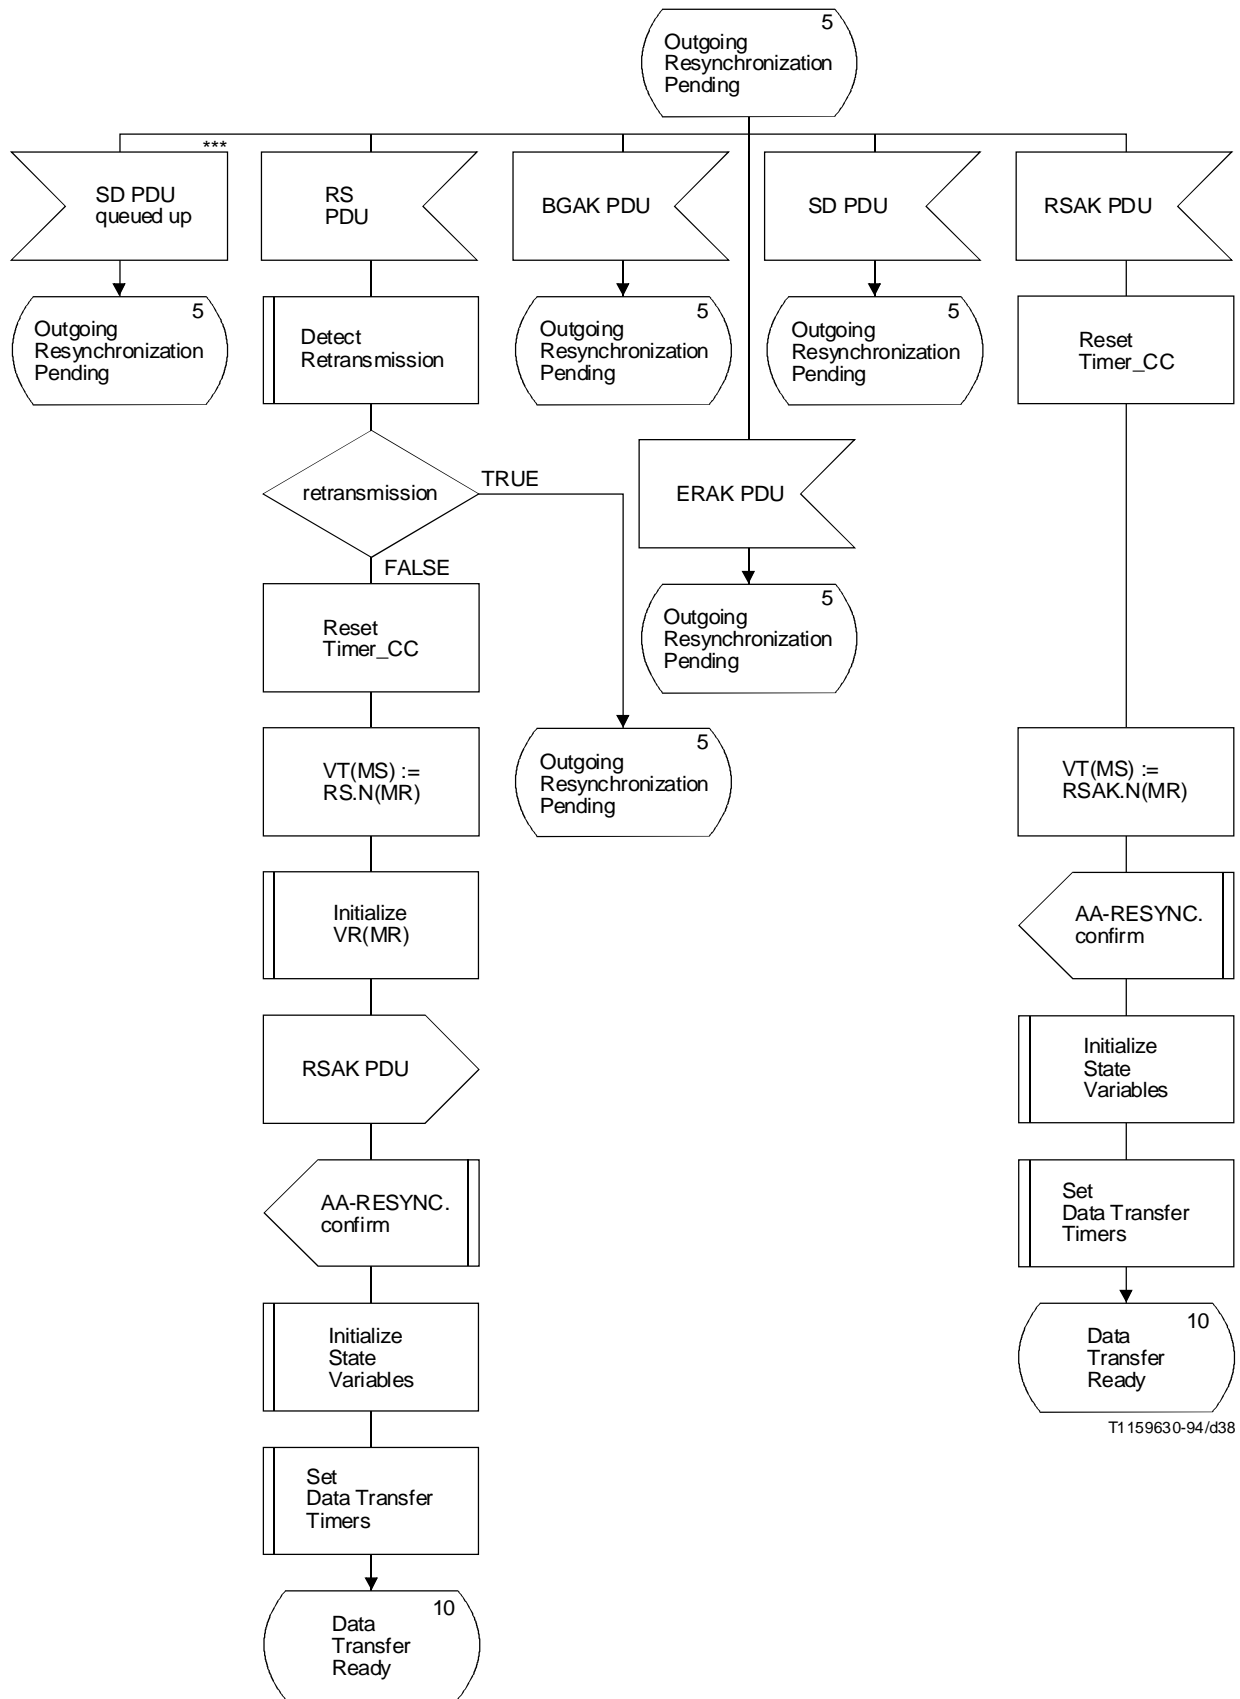 5
Outgoing
Resynchronization
Pending
***
SD PDU
queued up
RS
PDU
BGAK PDU
SD PDU
RSAK PDU
5
Outgoing
Resynchronization
Pending
Detect
Retransmission
5
Outgoing
Resynchronization
Pending
5
Outgoing
Resynchronization
Pending
Reset
Timer_CC
retransmission
TRUE
FALSE
ERAK PDU
5
Outgoing
Resynchronization
Pending
Reset
Timer_CC
VT(MS) :=
RS.N(MR)
5
Outgoing
Resynchronization
Pending
VT(MS) :=
RSAK.N(MR)
Initialize
VR(MR)
AA-RESYNC.
confirm
RSAK PDU
Initialize
State
Variables
AA-RESYNC.
confirm
Set
Data Transfer
Timers
Initialize
State
Variables
10
Data
Transfer
Ready
T1159630-94/d38
Set
Data Transfer
Timers
10
Data
Transfer
Ready